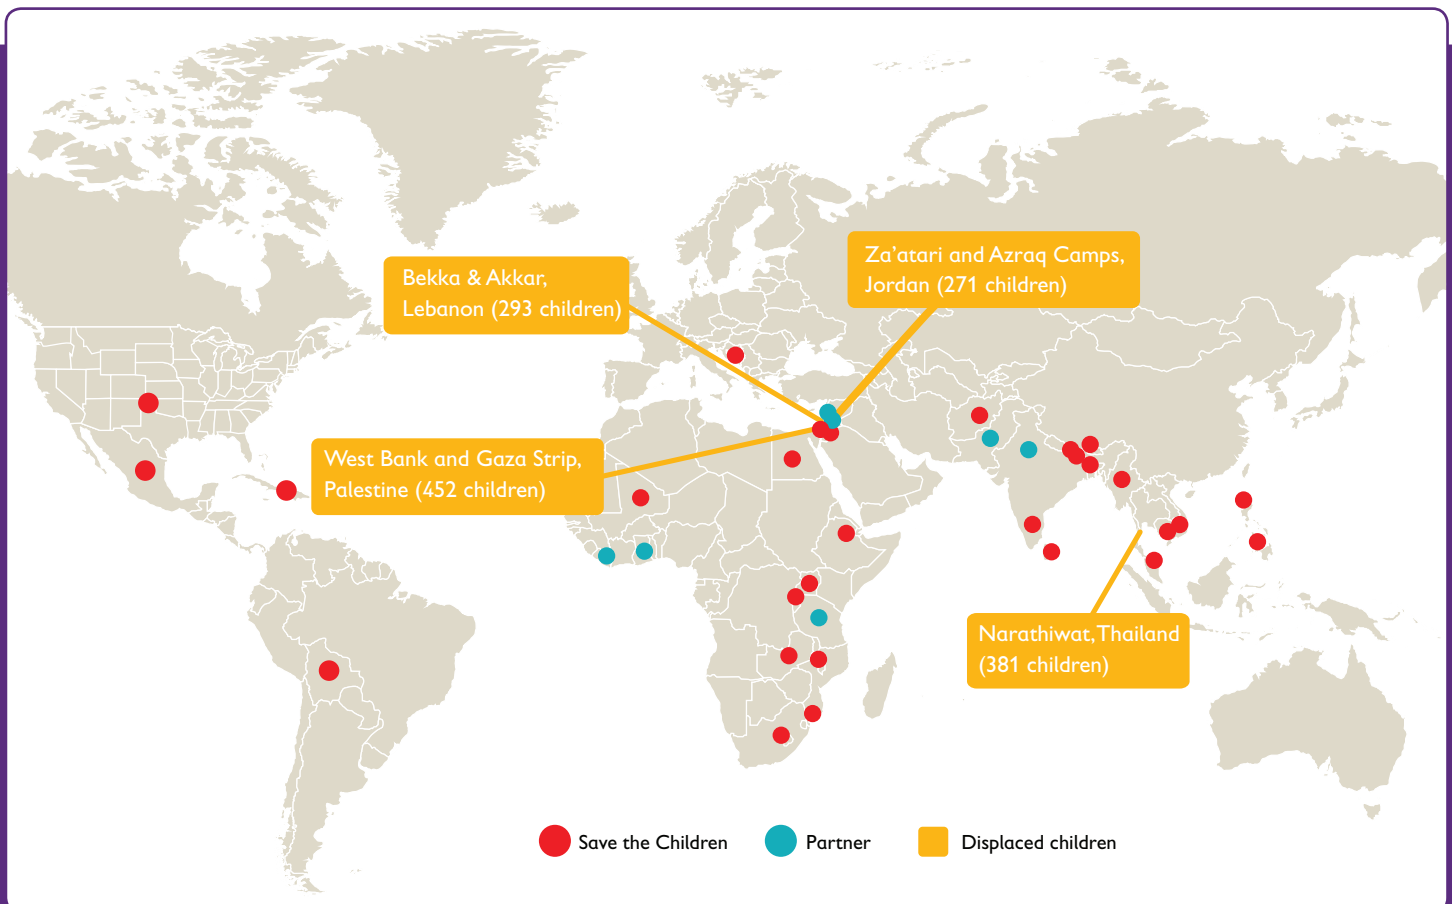 Za'atari and Azraq Camps,
Jordan (271 children)
Bekka & Akkar,
Lebanon (293 children)
West Bank and Gaza Strip,
Palestine (452 children)
Narathiwat, Thailand
(381 children)
Save the Children
Partner
Displaced children